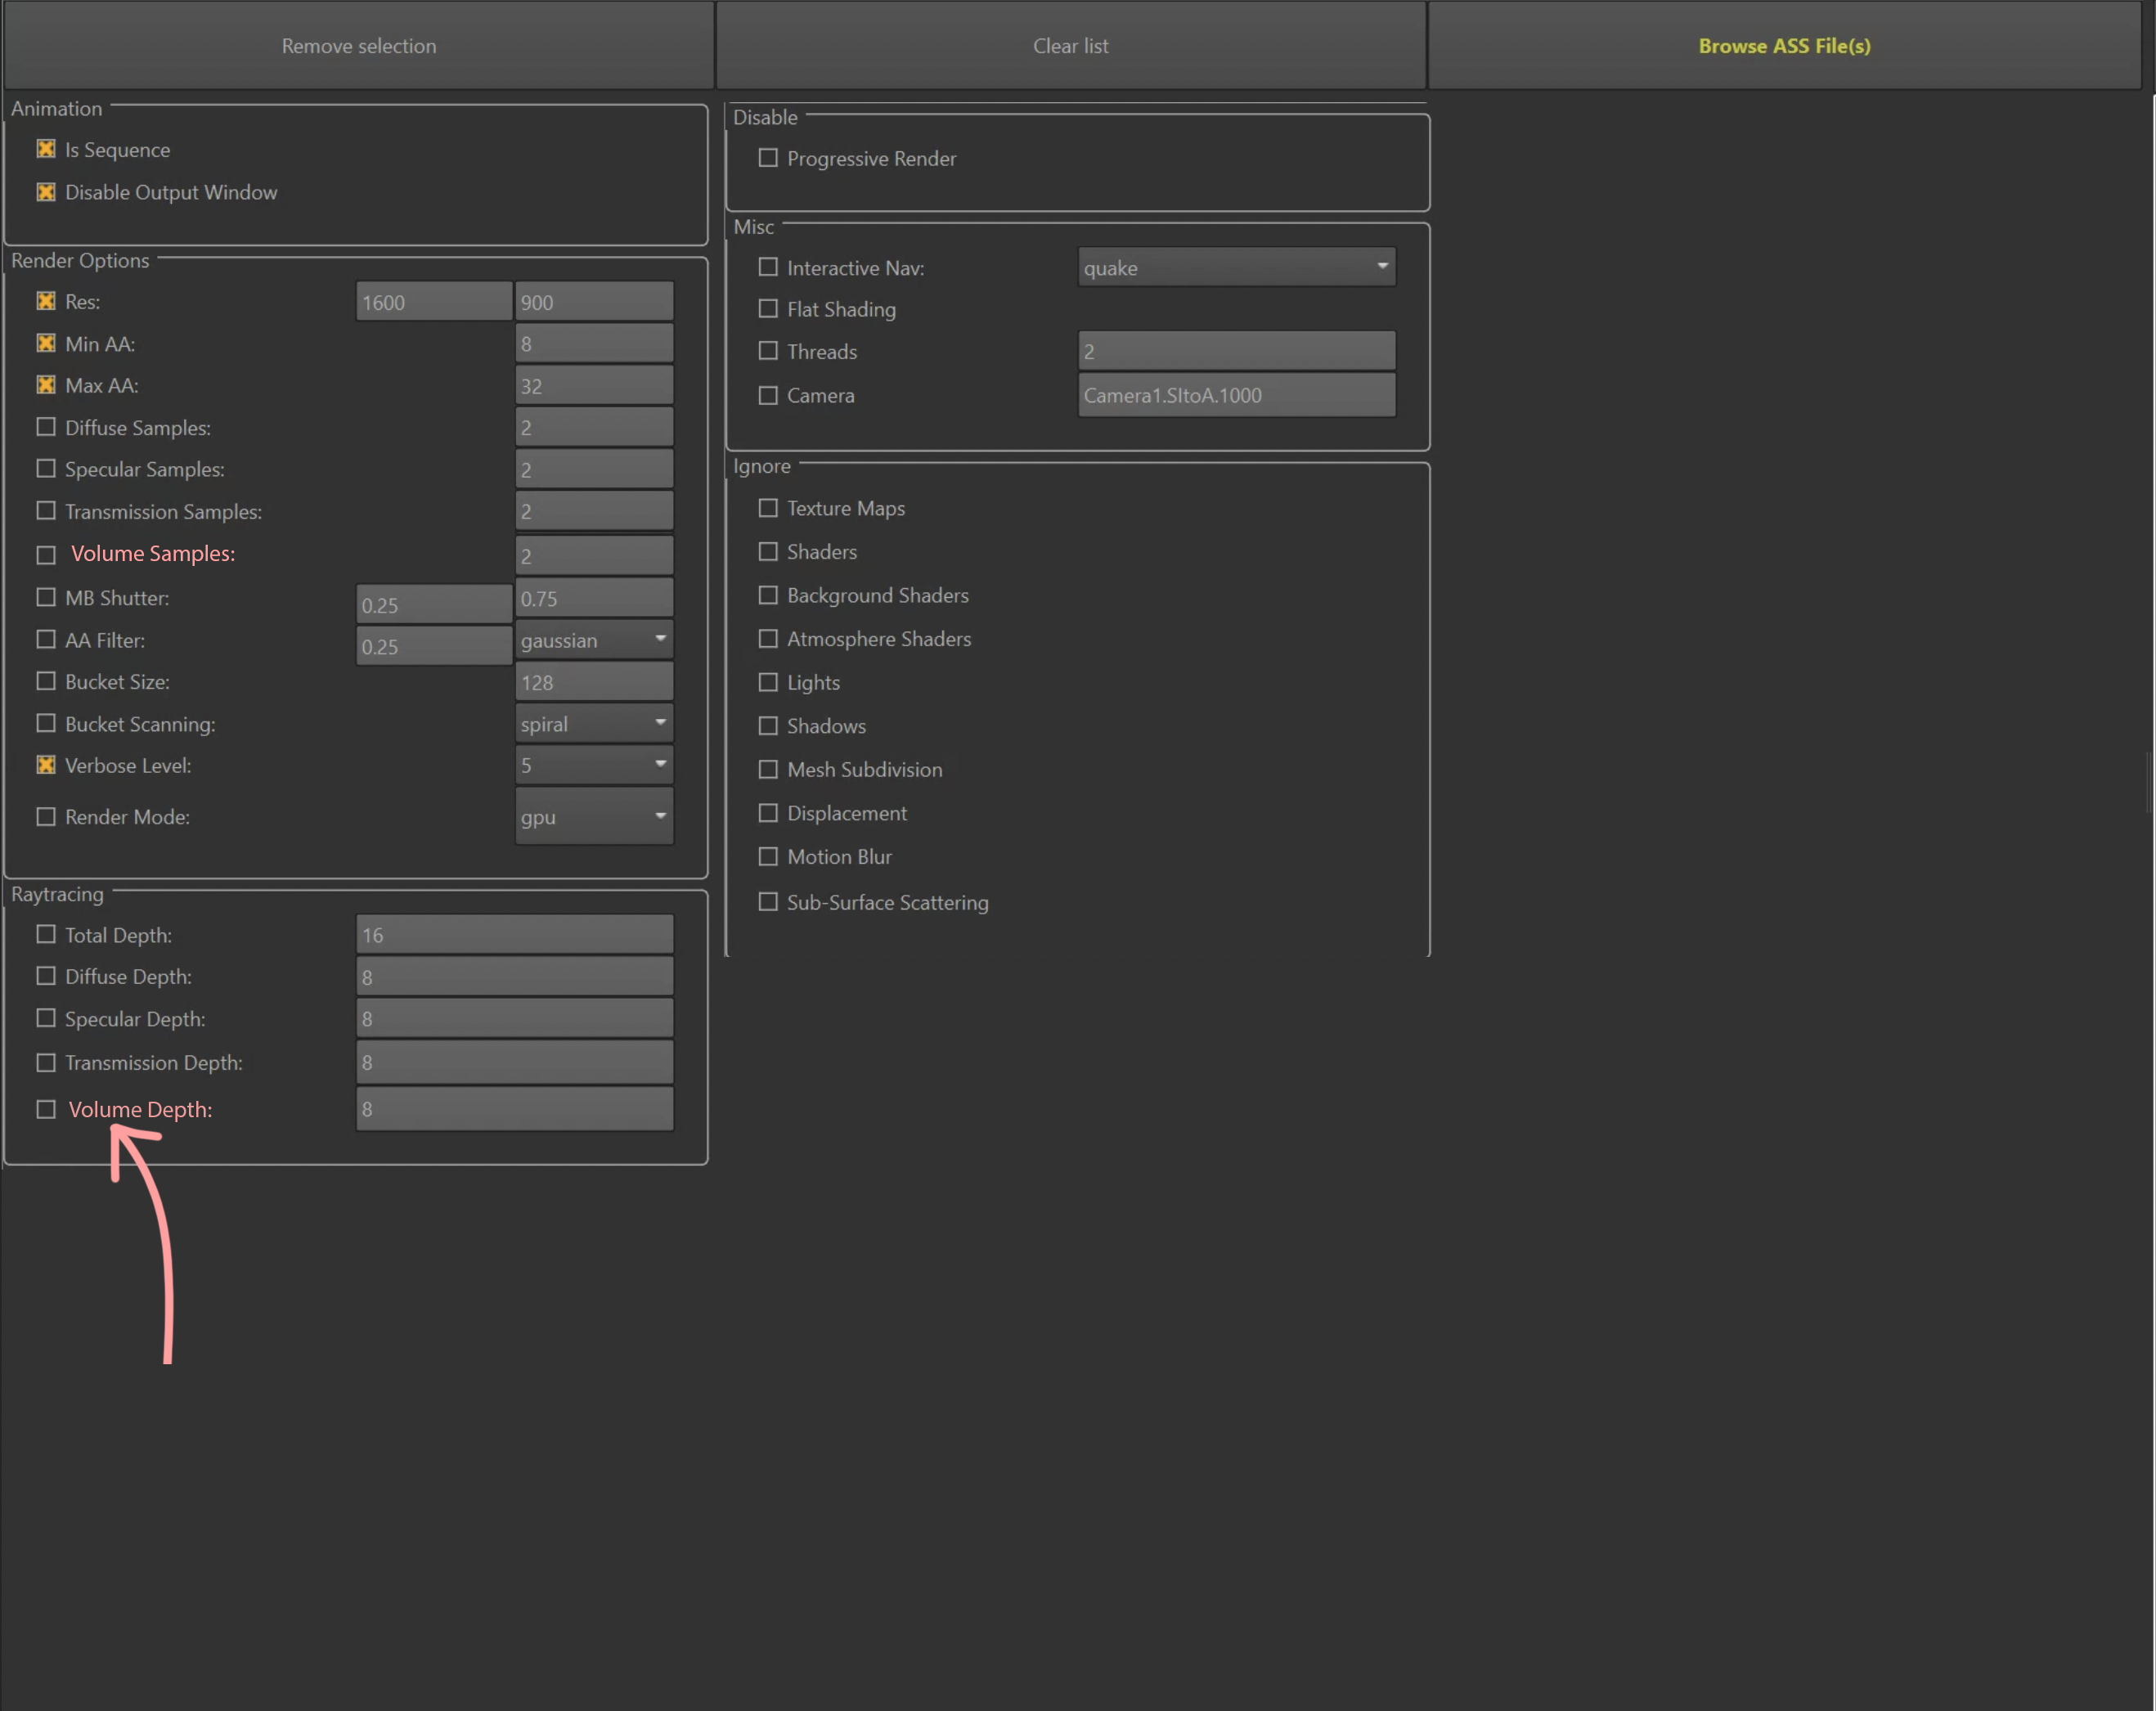 Remove selection Clear list Browse ASS File(s)
Animation
Is Sequence
Disable Output Window
Render Options
Res: 1600 900
Min AA: 8
Max AA: 32
Diffuse Samples: 2
Specular Samples: 2
Transmission Samples: 2
Volume Samples: 2
MB Shutter: 0.25 0.75
AA Filter: 0.25 gaussian
Bucket Size: 128
Bucket Scanning: spiral
Verbose Level: 5
Render Mode: gpu
Raytracing
Total Depth: 16
Diffuse Depth: 8
Specular Depth: 8
Transmission Depth: 8
Volume Depth: 8
Disable
Progressive Render
Misc
Interactive Nav: quake
Flat Shading
Threads 2
Camera Camera1.SItoA.1000
Ignore
Texture Maps
Shaders
Background Shaders
Atmosphere Shaders
Lights
Shadows
Mesh Subdivision
Displacement
Motion Blur
Sub-Surface Scattering